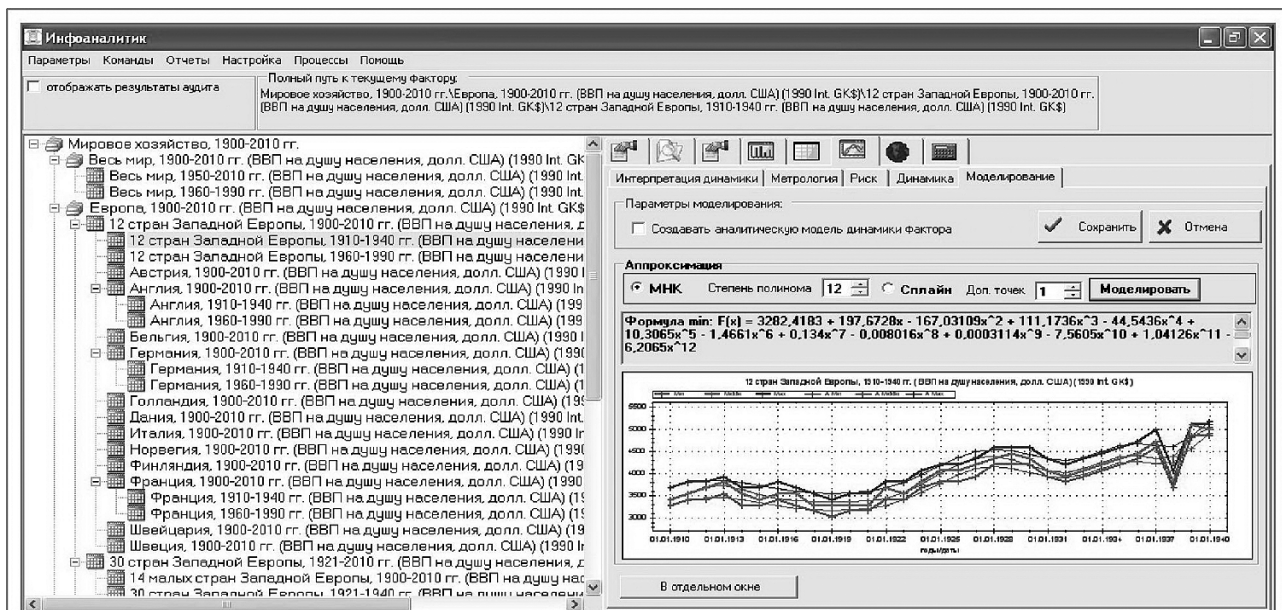 Инфоаналитик
Параметры Команды Отчеты Настройка Процессы Помощь
отображать результаты аудита
Полный путь к текущему фактору:
Мировое хозяйство, 1900-2010 гг.\Европа, 1900-2010 гг. (ВВП на душу населения, долл. США) (1990 Int. GK$)\12 стран Западной Европы, 1900-2010 гг.
(ВВП на душу населения, долл. США) (1990 Int. GK$)\12 стран Западной Европы, 1910-1940 гг. (ВВП на душу населения, долл. США) (1990 Int. GK$)
Мировое хозяйство, 1900-2010 гг.
Весь мир, 1900-2010 гг. (ВВП на душу населения, долл. США) (1990 Int. GK
Весь мир, 1950-2010 гг. (ВВП на душу населения, долл. США) (1990 Int.
Весь мир, 1960-1990 гг. (ВВП на душу населения, долл. США) (1990 Int.
Европа, 1900-2010 гг. (ВВП на душу населения, долл. США) (1990 Int. GK$
12 стран Западной Европы, 1900-2010 гг. (ВВП на душу населения, д
12 стран Западной Европы, 1910-1940 гг. (ВВП на душу населени
12 стран Западной Европы, 1960-1990 гг. (ВВП на душу населени
Австрия, 1900-2010 гг. (ВВП на душу населения, долл. США) (1990 I
Англия, 1900-2010 гг. (ВВП на душу населения, долл. США) (1990 Int.
Англия, 1910-1940 гг. (ВВП на душу населения, долл. США) (199
Англия, 1960-1990 гг. (ВВП на душу населения, долл. США) (199
Бельгия, 1900-2010 гг. (ВВП на душу населения, долл. США) (1990 I
Германия, 1900-2010 гг. (ВВП на душу населения, долл. США) (1990
Германия, 1910-1940 гг. (ВВП на душу населения, долл. США) (1
Германия, 1960-1990 гг. (ВВП на душу населения, долл. США) (1
Голландия, 1900-2010 гг. (ВВП на душу населения, долл. США) (199
Дания, 1900-2010 гг. (ВВП на душу населения, долл. США) (1990 Int.
Италия, 1900-2010 гг. (ВВП на душу населения, долл. США) (1990 In
Норвегия, 1900-2010 гг. (ВВП на душу населения, долл. США) (1990
Финляндия, 1900-2010 гг. (ВВП на душу населения, долл. США) (19
Франция, 1900-2010 гг. (ВВП на душу населения, долл. США) (1990
Франция, 1910-1940 гг. (ВВП на душу населения, долл. США) (19
Франция, 1960-1990 гг. (ВВП на душу населения, долл. США) (19
Швейцария, 1900-2010 гг. (ВВП на душу населения, долл. США) (199
Швеция, 1900-2010 гг. (ВВП на душу населения, долл. США) (1990 I
30 стран Западной Европы, 1921-2010 гг. (ВВП на душу населения, д
14 малых стран Западной Европы, 1900-2010 гг. (ВВП на душу нас
30 стран Западной Европы, 1921-1940 гг. (ВВП на душу населени
Интерпретация динамики Метрология Риск Динамика Моделирование
Параметры моделирования:
Создавать аналитическую модель динамики фактора Сохранить Отмена
Аппроксимация
МНК Степень полинома 12 Сплайн Доп. точек 1 Моделировать
Формула min: F(x) = 3282,4183 + 197,6728x - 167,03109x^2 + 111,1736x^3 - 44,5436x^4 +
10,3065x^5 - 1,4661x^6 + 0,134x^7 - 0,008016x^8 + 0,0003114x^9 - 7,5605x^10 + 1,04126x^11 -
6,2065x^12
12 стран Западной Европы, 1910-1940 гг. (ВВП на душу населения, долл. США) (1990 Int. GK$)
Min Middle Max A.Min A.Middle A.Max
5500
5000
4500
4000
3500
3000
01.01.1910 01.01.1913 01.01.1916 01.01.1919 01.01.1922 01.01.1925 01.01.1928 01.01.1931 01.01.1934 01.01.1937 01.01.1940
годы/даты
В отдельном окне